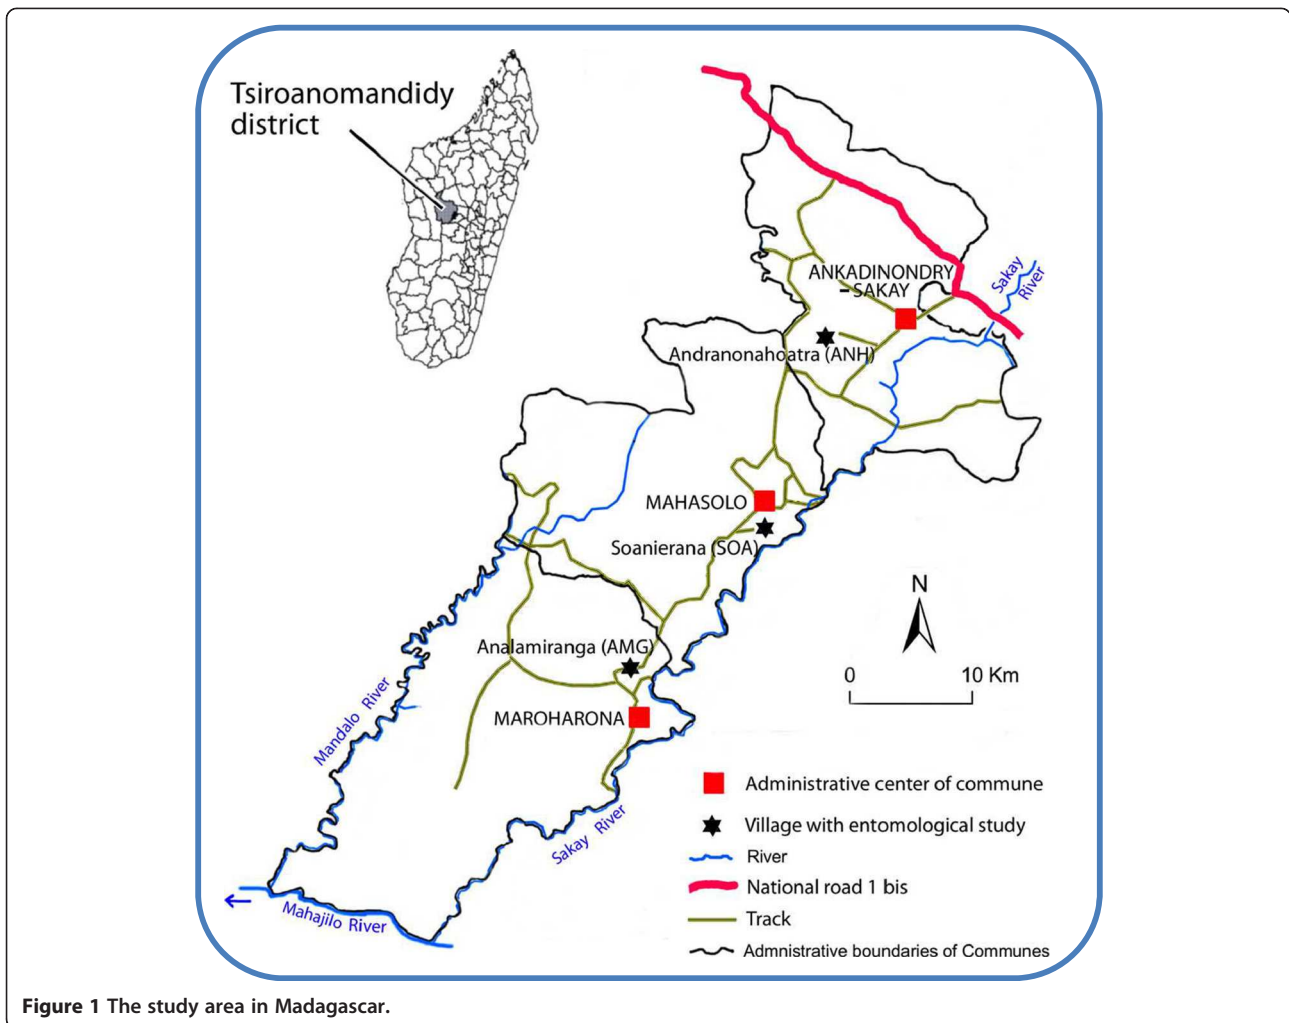 Tsiroanomandidy
district
ANKADINONDRY
–SAKAY
Sakay
River
Andranonahoatra (ANH)
MAHASOLO
Soanierana (SOA)
N
0 10 Km
Analamiranga (AMG)
MAROHARONA
Mandalo River
Sakay River
Mahajilo River
Administrative center of commune
Village with entomological study
River
National road 1 bis
Track
Admnistrative boundaries of Communes
Figure 1 The study area in Madagascar.